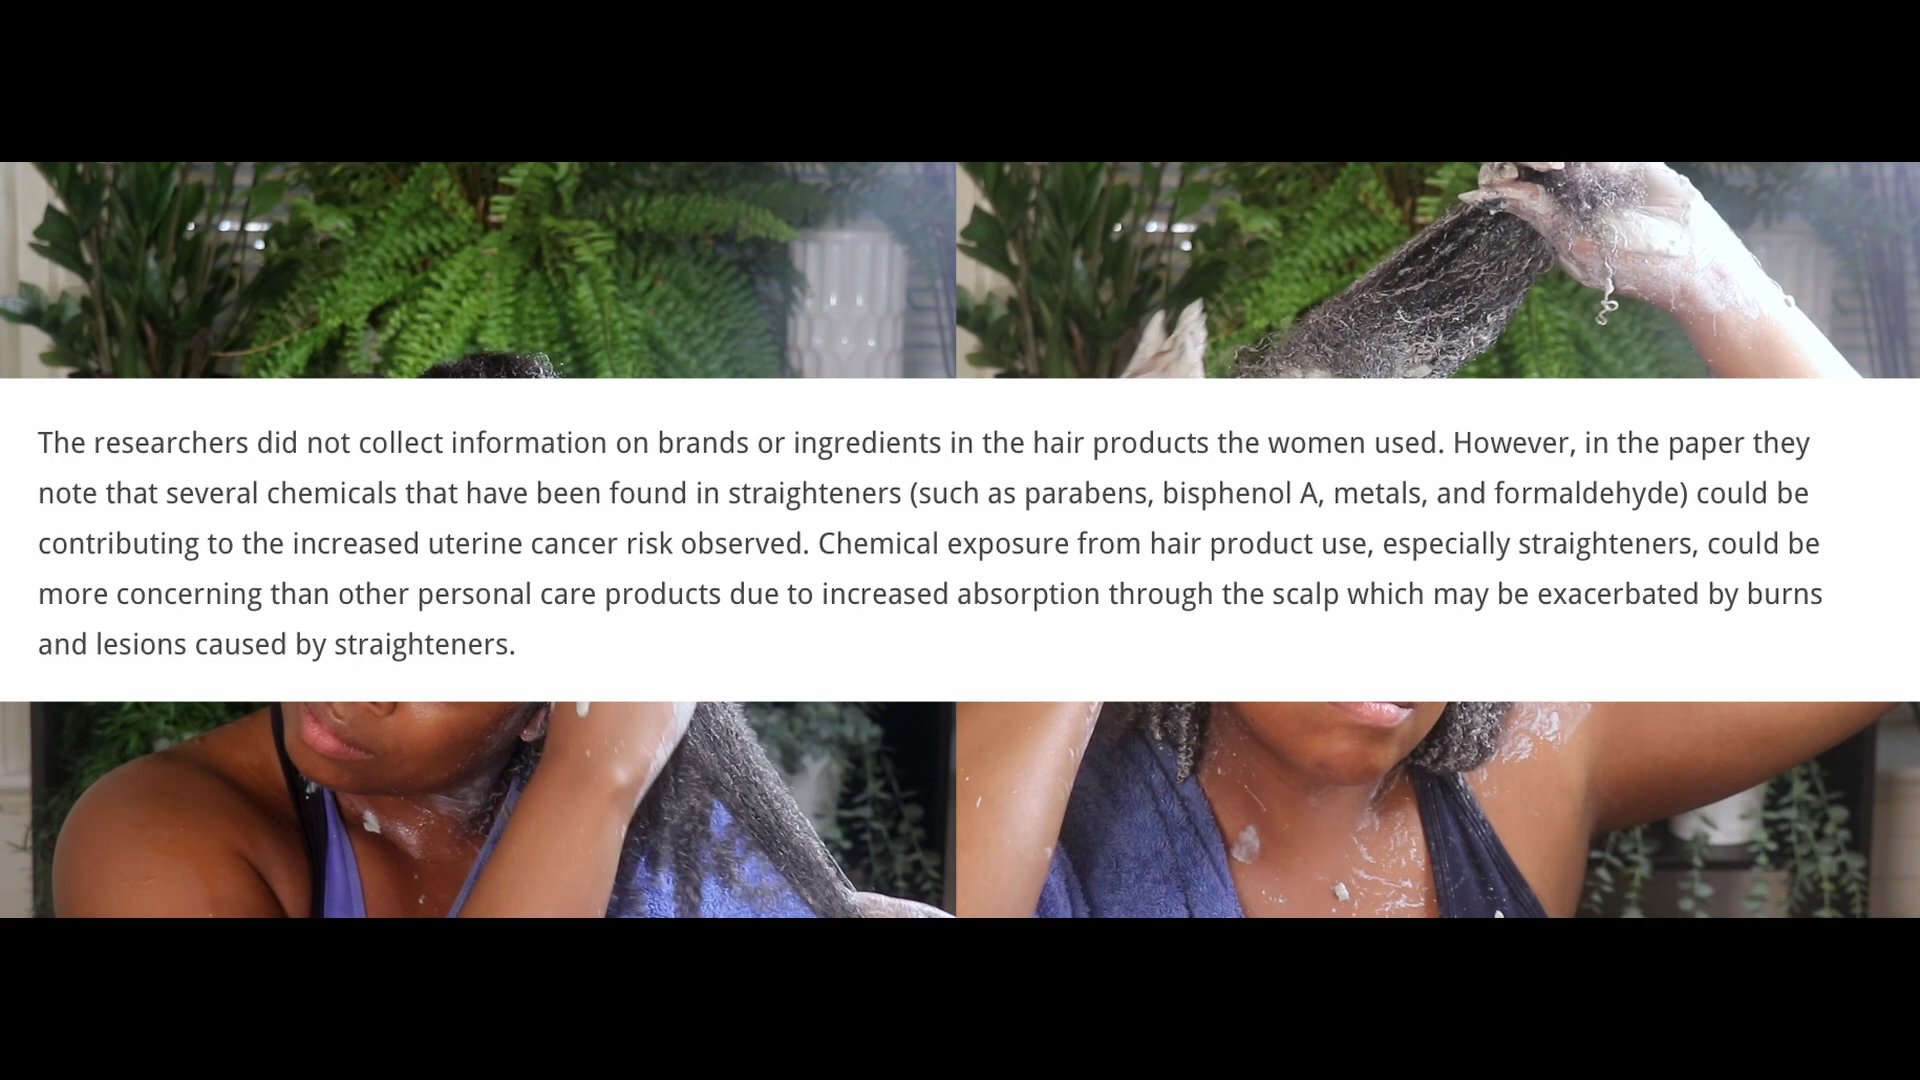 The researchers did not collect information on brands or ingredients in the hair products the women used. However, in the paper they
note that several chemicals that have been found in straighteners (such as parabens, bisphenol A, metals, and formaldehyde) could be
contributing to the increased uterine cancer risk observed. Chemical exposure from hair product use, especially straighteners, could be
more concerning than other personal care products due to increased absorption through the scalp which may be exacerbated by burns
and lesions caused by straighteners.